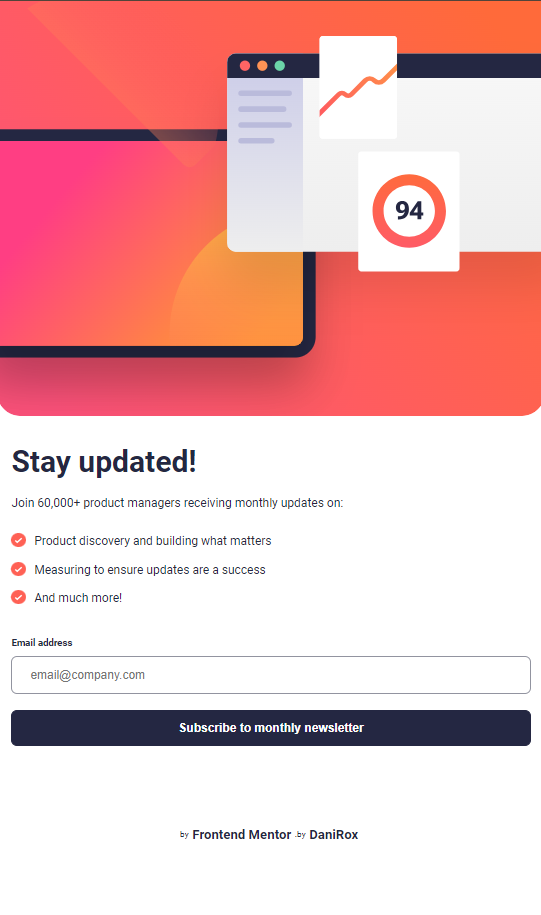 94
Stay updated!
Join 60,000+ product managers receiving monthly updates on:
Product discovery and building what matters
Measuring to ensure updates are a success
And much more!
Email address
email@company.com
Subscribe to monthly newsletter
by Frontend Mentor .by DaniRox